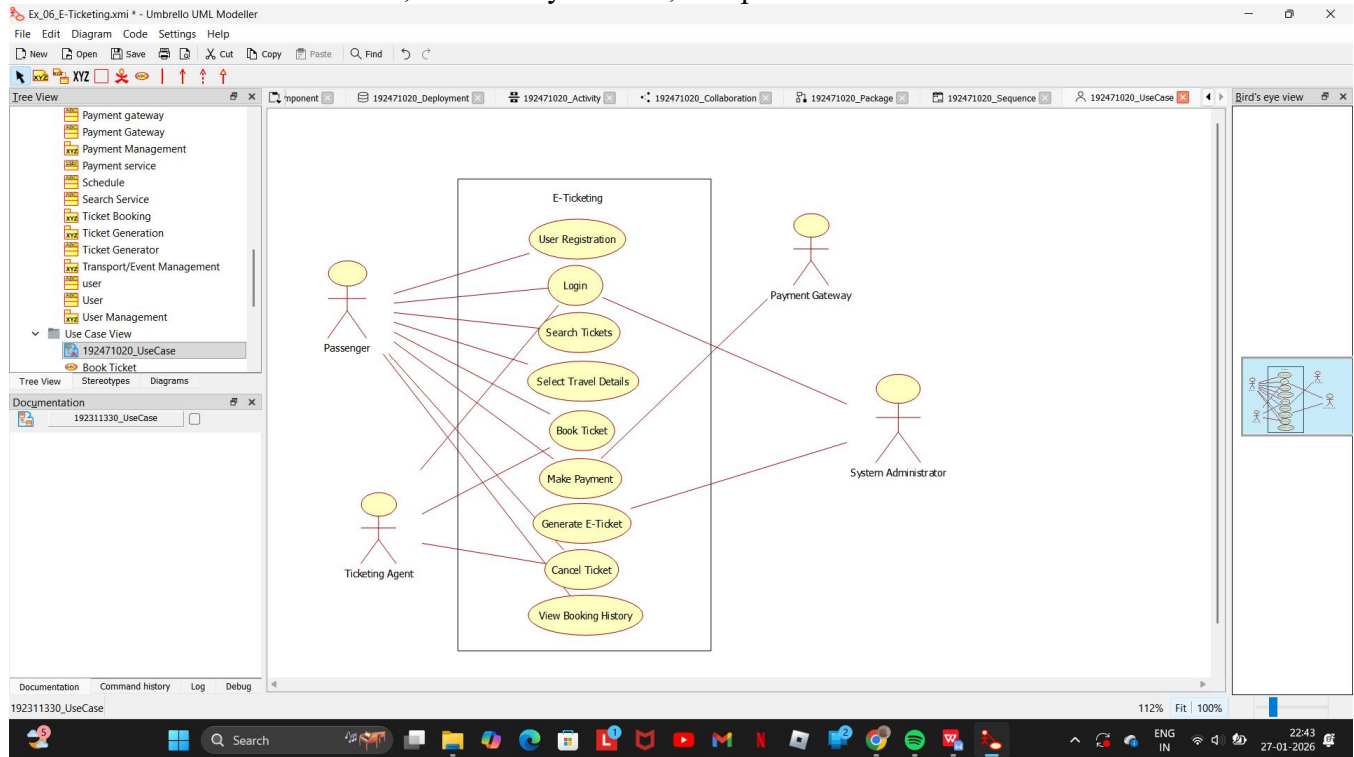 Ex_06_E-Ticketing.xmi * - Umbrello UML Modeller
File Edit Diagram Code Settings Help
New Open Save Cut Copy Paste Find
XYZ XYZ
Tree View
mponent 192471020_Deployment 192471020_Activity 192471020_Collaboration 192471020_Package 192471020_Sequence 192471020_UseCase
Bird's eye view
Payment gateway
Payment Gateway
Payment Management
Payment service
Schedule
Search Service
Ticket Booking
Ticket Generation
Ticket Generator
Transport/Event Management
user
User
User Management
Use Case View
192471020_UseCase
Book Ticket
Tree View Stereotypes Diagrams
Documentation
192311330_UseCase
Documentation Command history Log Debug
E-Ticketing
User Registration
Login
Search Tickets
Select Travel Details
Book Ticket
Make Payment
Generate E-Ticket
Cancel Ticket
View Booking History
Passenger
Ticketing Agent
Payment Gateway
System Administrator
192311330_UseCase
112% Fit 100%
5
Search
2
ENG
IN
22:43
27-01-2026